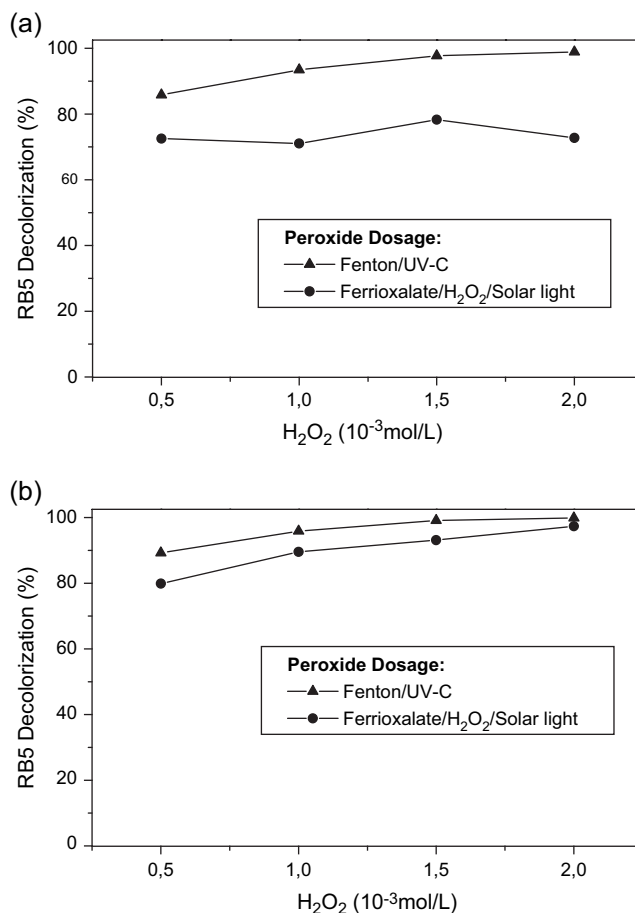 (a)
100
80
60
40
20
0
RB5 Decolorization (%)
Peroxide Dosage:
Fenton/UV-C
Ferrioxalate/H₂O₂/Solar light
0,5 1,0 1,5 2,0
H₂O₂ (10⁻³mol/L)
(b)
100
80
60
40
20
0
RB5 Decolorization (%)
Peroxide Dosage:
Fenton/UV-C
Ferrioxalate/H₂O₂/Solar light
0,5 1,0 1,5 2,0
H₂O₂ (10⁻³mol/L)